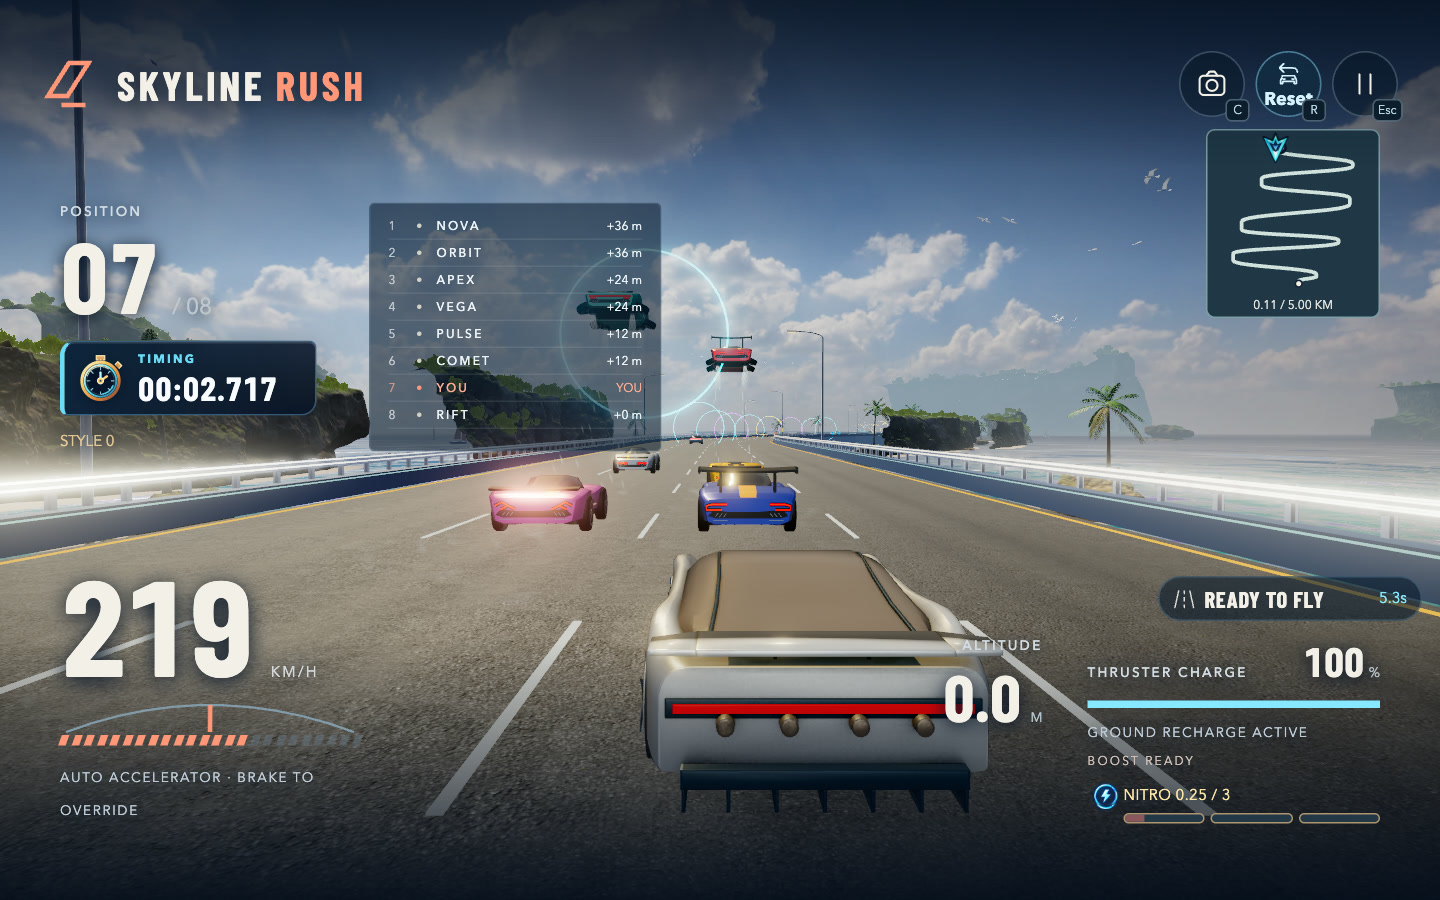 SKYLINE RUSH
Reset
C
R
Esc
0.11 / 5.00 KM
POSITION
07 / 08
TIMING
00:02.717
STYLE 0
1 • NOVA +36 m
2 • ORBIT +36 m
3 • APEX +24 m
4 • VEGA +24 m
5 • PULSE +12 m
6 • COMET +12 m
7 • YOU YOU
8 • RIFT +0 m
219 KM/H
AUTO ACCELERATOR · BRAKE TO
OVERRIDE
ALTITUDE
0.0 M
READY TO FLY 5.3s
THRUSTER CHARGE 100 %
GROUND RECHARGE ACTIVE
BOOST READY
NITRO 0.25 / 3